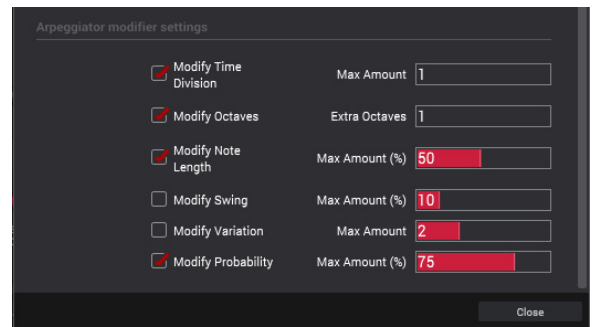 Arpeggiator modifier settings
Modify Time
Division
Max Amount 1
Modify Octaves Extra Octaves 1
Modify Note
Length
Max Amount (%) 50
Modify Swing Max Amount (%) 10
Modify Variation Max Amount 2
Modify Probability Max Amount (%) 75
Close